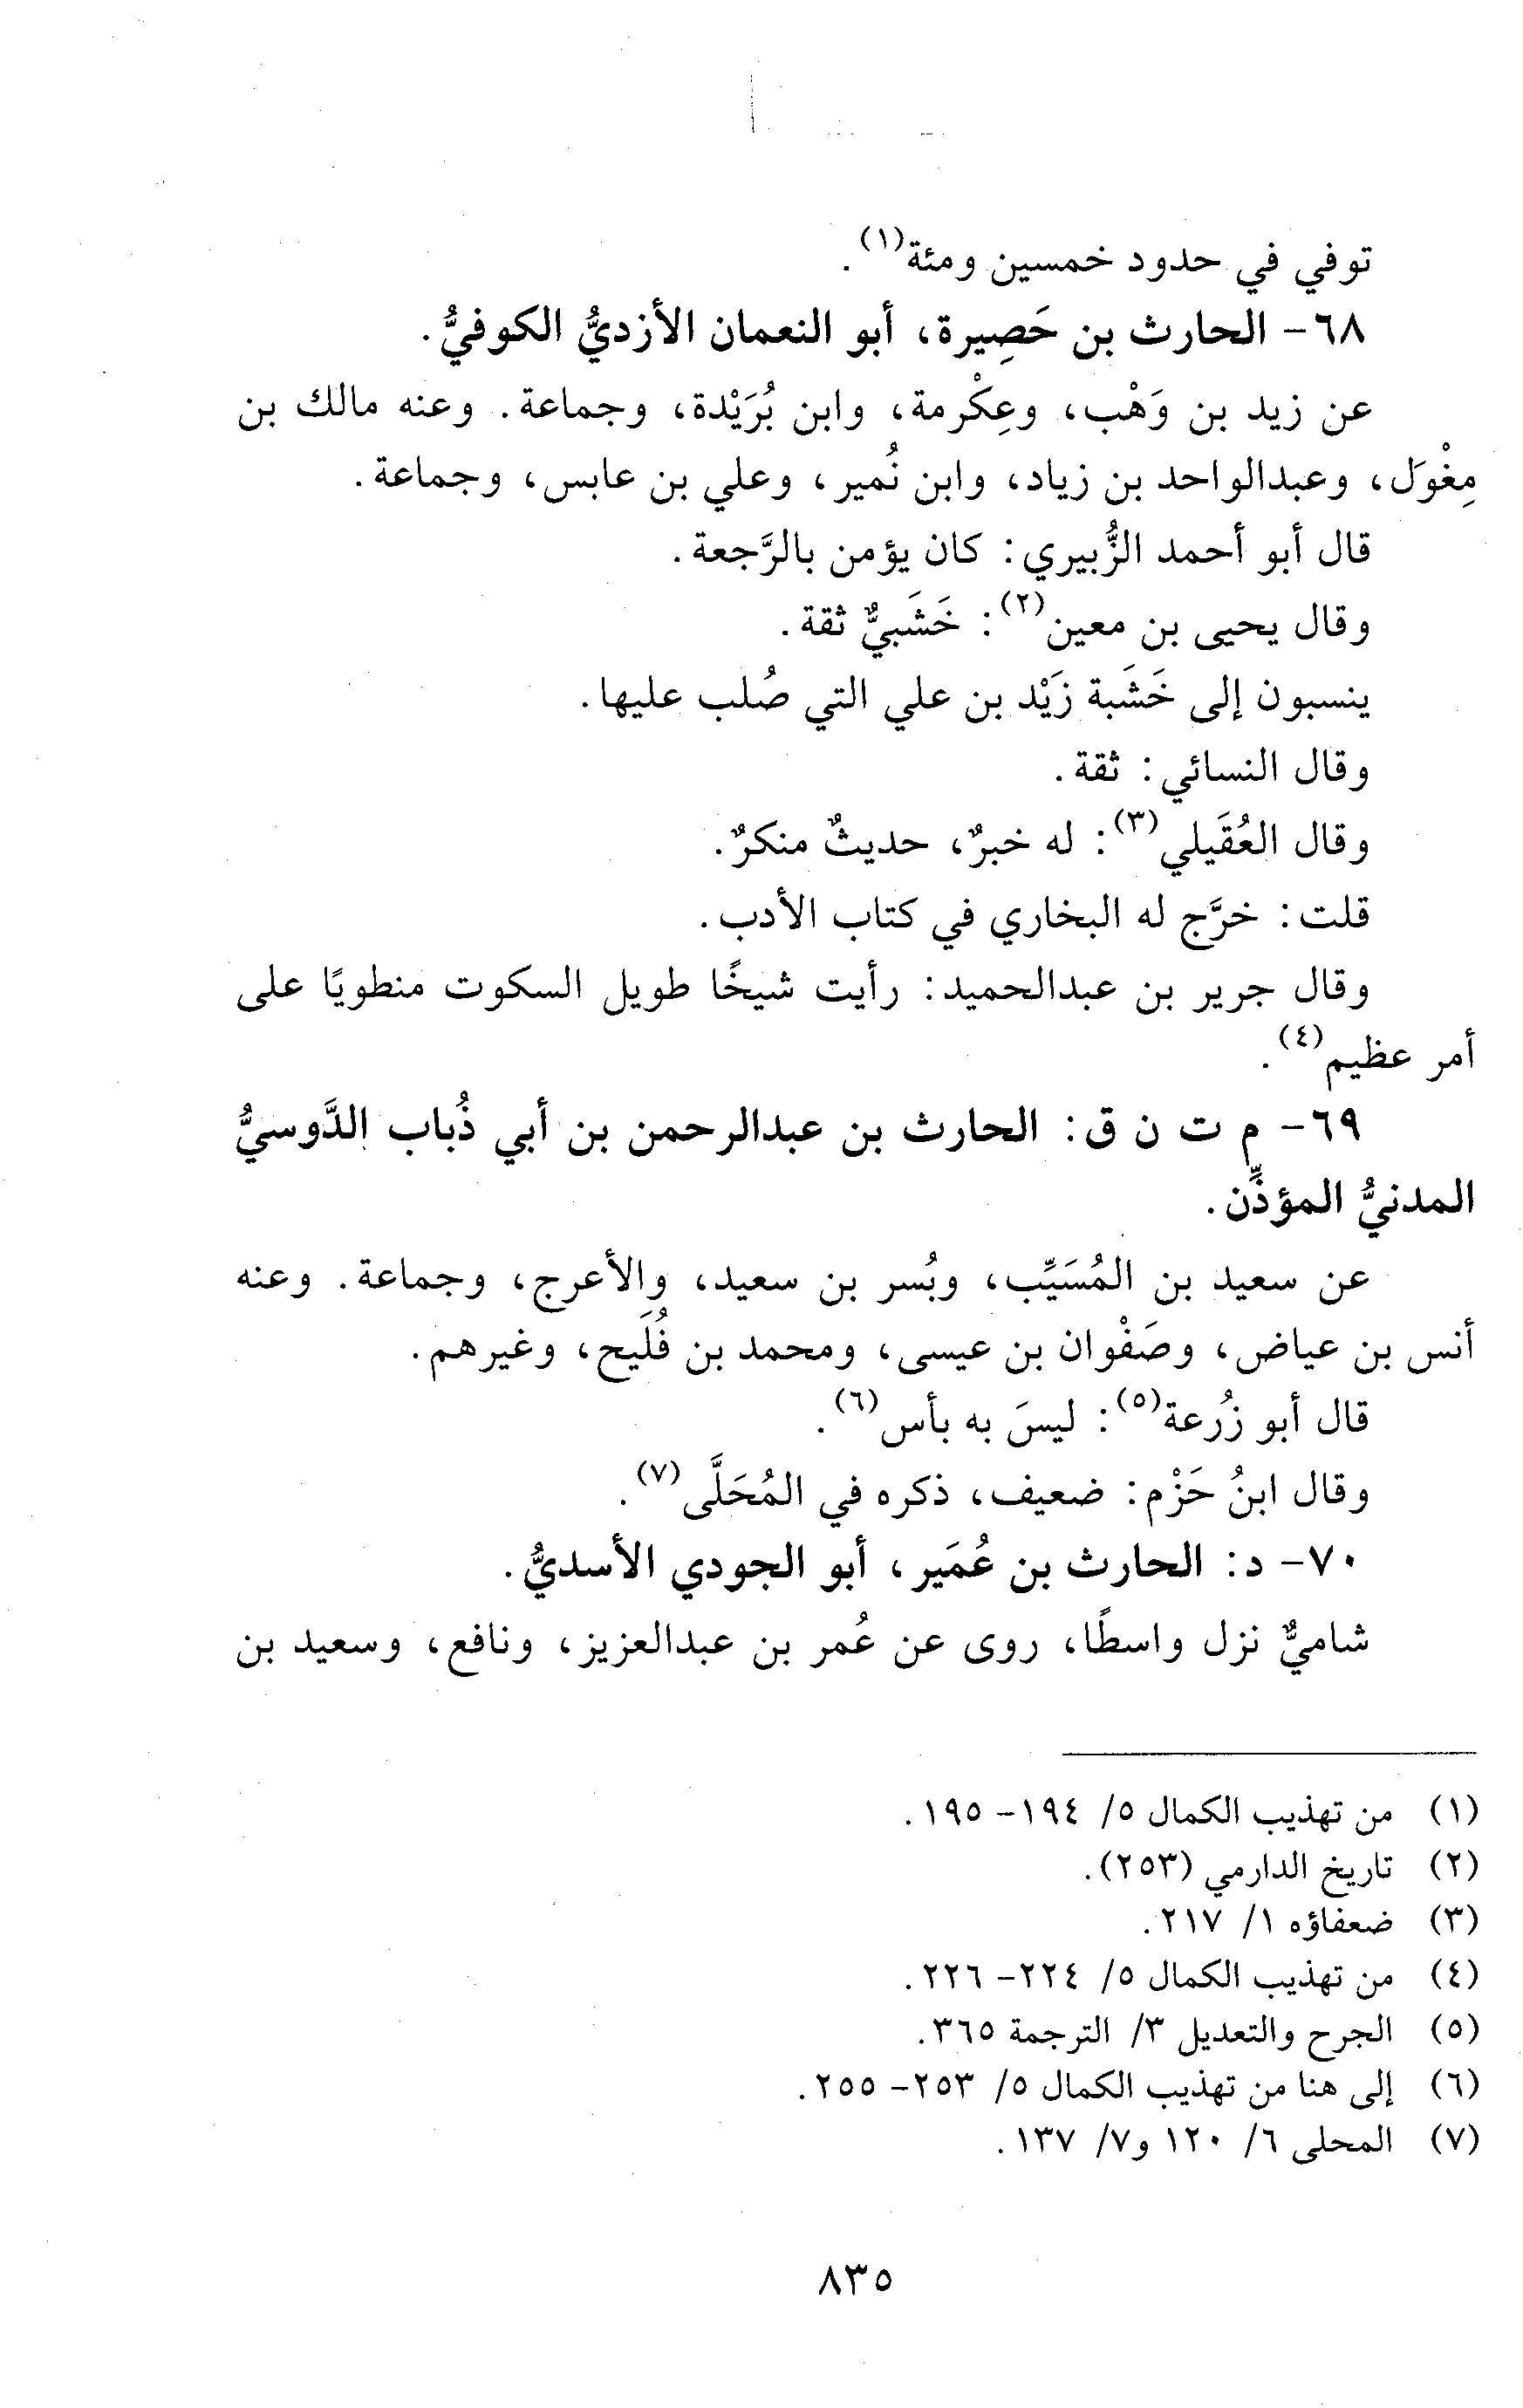 توفي في حدود خمسين ومئة(١).
٦٨- الحارث بن حَصِيرة، أبو النعمان الأزديُّ الكوفيُّ.
عن زيد بن وَهْب، وعِكْرمة، وابن بُرَيْدة، وجماعة. وعنه مالك بن
مِغْوَل، وعبدالواحد بن زياد، وابن نُمير، وعلي بن عابس، وجماعة.
قال أبو أحمد الزُّبيري: كان يؤمن بالرَّجعة.
وقال يحيى بن معين(٢): خَشَبيٌّ ثقة.
ينسبون إلى خَشَبة زَيْد بن علي التي صُلب عليها.
وقال النسائي: ثقة.
وقال العُقَيلي(٣): له خبرٌ، حديثٌ منكرٌ.
قلت: خرَّج له البخاري في كتاب الأدب.
وقال جرير بن عبدالحميد: رأيت شيخًا طويل السكوت منطويًا على
أمر عظيم(٤).
٦٩- م ت ن ق: الحارث بن عبدالرحمن بن أبي ذُباب الدَّوسيُّ
المدنيُّ المؤذِّن.
عن سعيد بن المُسَيِّب، وبُسر بن سعيد، والأعرج، وجماعة. وعنه
أنس بن عياض، وصَفْوان بن عيسى، ومحمد بن فُلَيح، وغيرهم.
قال أبو زُرعة(٥): ليسَ به بأس(٦).
وقال ابنُ حَزْم: ضعيف، ذكره في المُحَلَّى(٧).
٧٠- د: الحارث بن عُمَير، أبو الجودي الأسديُّ.
شاميٌّ نزل واسطًا، روى عن عُمر بن عبدالعزيز، ونافع، وسعيد بن
(١) من تهذيب الكمال ٥/ ١٩٤- ١٩٥.
(٢) تاريخ الدارمي (٢٥٣).
(٣) ضعفاؤه ١/ ٢١٧.
(٤) من تهذيب الكمال ٥/ ٢٢٤- ٢٢٦.
(٥) الجرح والتعديل ٣/ الترجمة ٣٦٥.
(٦) إلى هنا من تهذيب الكمال ٥/ ٢٥٣- ٢٥٥.
(٧) المحلى ٦/ ١٢٠ و٧/ ١٣٧.
٨٣٥